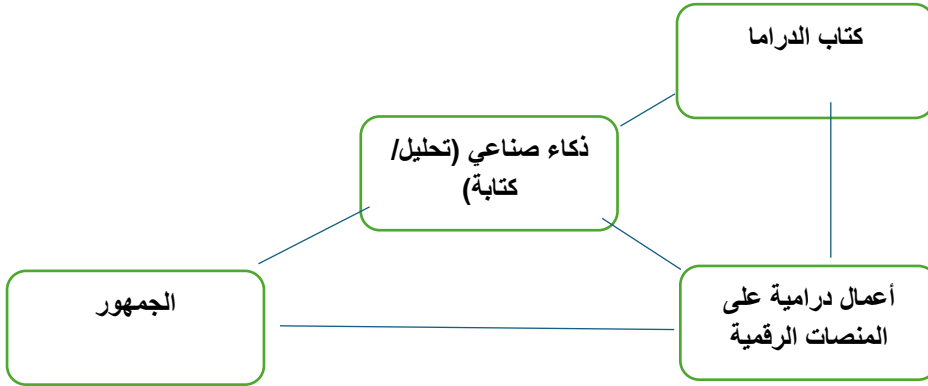 كتاب الدراما
ذكاء صناعي (تحليل/
كتابة)
الجمهور
أعمال درامية على
المنصات الرقمية